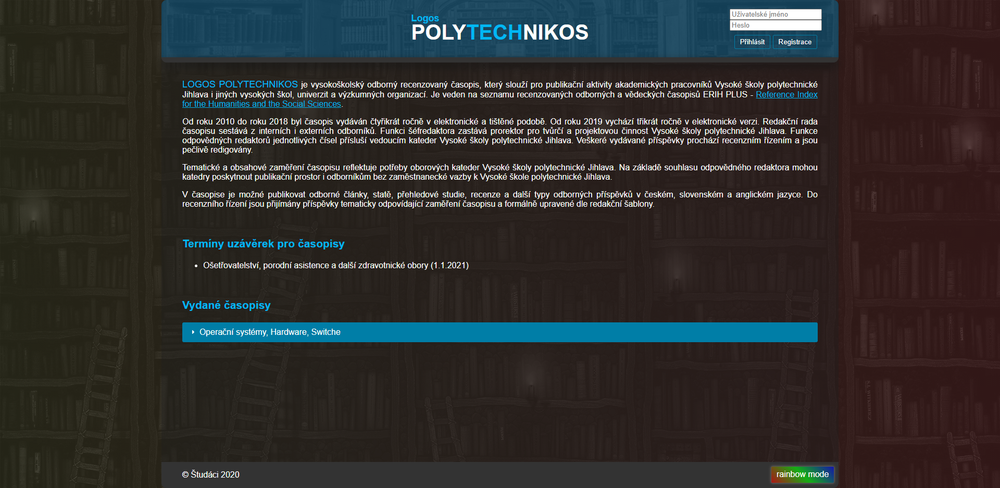 Logos
POLYTECHNIKOS
Uživatelské jméno
Heslo
Přihlásit Registrace
LOGOS POLYTECHNIKOS je vysokoškolský odborný recenzovaný časopis, který slouží pro publikační aktivity akademických pracovníků Vysoké školy polytechnické
Jihlava i jiných vysokých škol, univerzit a výzkumných organizací. Je veden na seznamu recenzovaných odborných a vědeckých časopisů ERIH PLUS - Reference Index
for the Humanities and the Social Sciences.
Od roku 2010 do roku 2018 byl časopis vydáván čtyřikrát ročně v elektronické a tištěné podobě. Od roku 2019 vychází třikrát ročně v elektronické verzi. Redakční rada
časopisu sestává z interních i externích odborníků. Funkci šéfredaktora zastává prorektor pro tvůrčí a projektovou činnost Vysoké školy polytechnické Jihlava. Funkce
odpovědných redaktorů jednotlivých čísel přísluší vedoucím kateder Vysoké školy polytechnické Jihlava. Veškeré vydávané příspěvky prochází recenzním řízením a jsou
pečlivě redigovány.
Tematické a obsahové zaměření časopisu reflektuje potřeby oborových kateder Vysoké školy polytechnické Jihlava. Na základě souhlasu odpovědného redaktora mohou
katedry poskytnout publikační prostor i odborníkům bez zaměstnanecké vazby k Vysoké škole polytechnické Jihlava.
V časopise je možné publikovat odborné články, statě, přehledové studie, recenze a další typy odborných příspěvků v českém, slovenském a anglickém jazyce. Do
recenzního řízení jsou přijímány příspěvky tematicky odpovídající zaměření časopisu a formálně upravené dle redakční šablony.
Termíny uzávěrek pro časopisy
• Ošetřovatelství, porodní asistence a další zdravotnické obory (1.1.2021)
Vydané časopisy
Operační systémy, Hardware, Switche
© Študáci 2020
rainbow mode